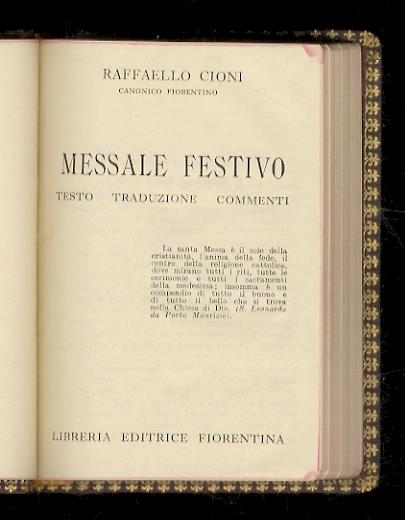 RAFFAELLO CIONI
CANONICO FIORENTINO
MESSALE FESTIVO
TESTO TRADUZIONE COMMENTI
La santa Messa è il sole della
cristianità, l'anima della fede, il
centro della religione cattolica,
dove mirano tutti i riti, tutte le
cerimonie e tutti i sacramenti
della medesima; insomma è un
compendio di tutto il buono e
di tutto il bello che si trova
nella Chiesa di Dio. (S. Leonardo
da Porto Maurizio).
LIBRERIA EDITRICE FIORENTINA